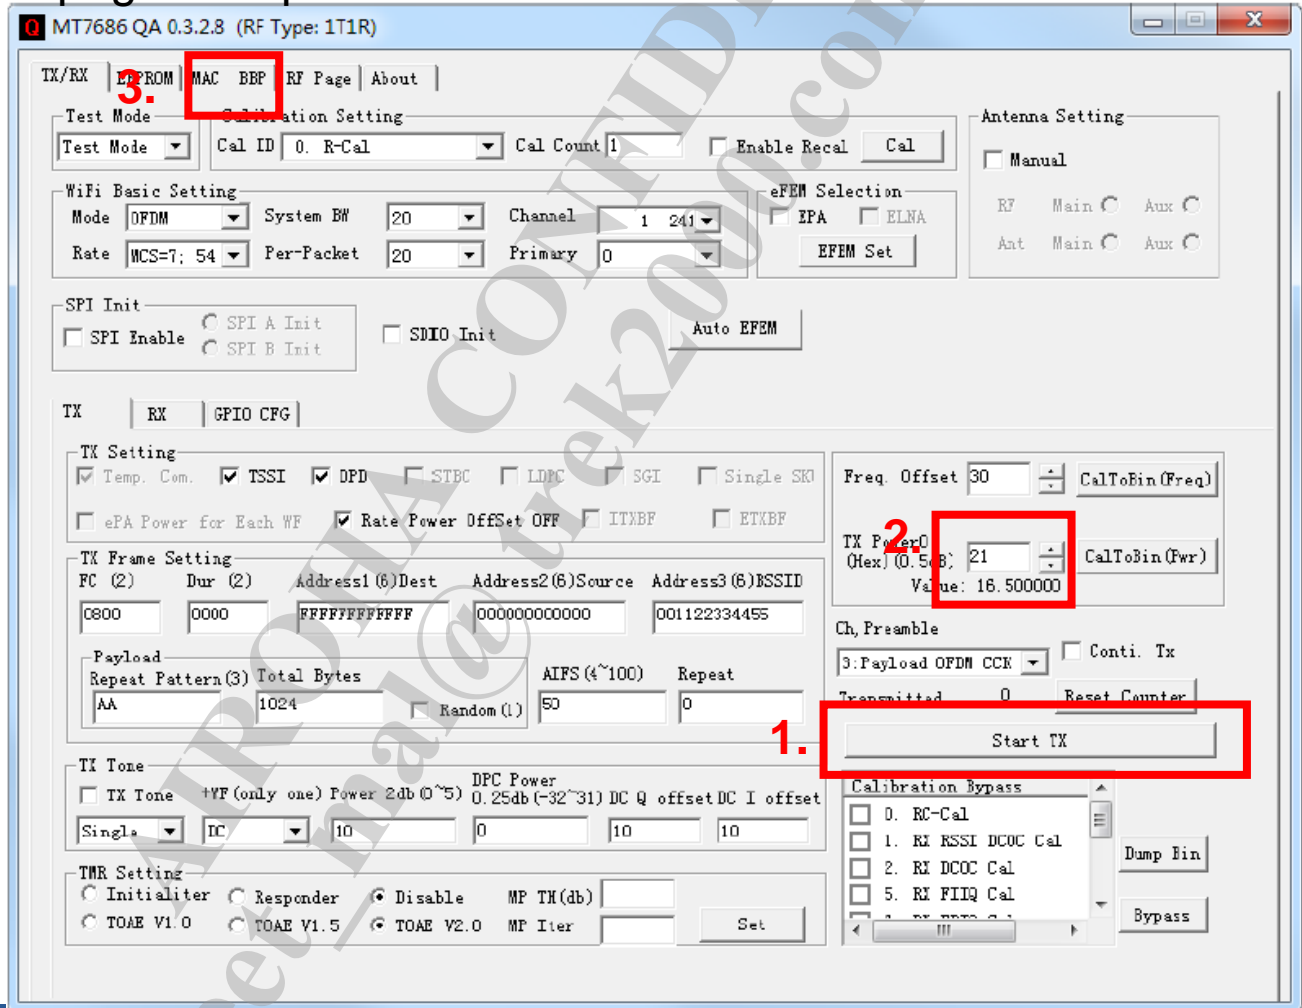 MT7686 QA 0.3.2.8 (RF Type: 1T1R)
TX/RX EEPROM MAC BBP RF Page About
3.
Test Mode Calibration Setting Antenna Setting
Test Mode Cal ID 0. R-Cal Cal Count 1 Enable Recal Cal Manual
WiFi Basic Setting eFEM Selection
Mode OFDM System BW 20 Channel 1 241 EPA ELNA RF Main Aux
Rate MCS=7; 54 Per-Packet 20 Primary 0 EFEM Set Ant Main Aux
SPI Init
SPI Enable SPI A Init SDIO Init Auto EFEM
SPI B Init
TX RX GPIO CFG
TX Setting
Temp. Com. TSSI DPD STBC LDPC SGI Single SKU Freq. Offset 30 CalToBin(Freq)
ePA Power for Each WF Rate Power OffSet OFF ITXBF ETXBF
2.
TX Power0
(Hex)(0.5dB) 21 CalToBin(Pwr)
Value: 16.500000
TX Frame Setting
FC (2) Dur (2) Address1(6)Dest Address2(6)Source Address3(6)BSSID
0800 0000 FFFFFFFFFFFF 000000000000 001122334455
Ch,Preamble
3:Payload OFDM CCK Conti. Tx
Payload
Repeat Pattern(3) Total Bytes AIFS(4~100) Repeat
AA 1024 Random(1) 50 0
Transmitted 0 Reset Counter
1.
Start TX
TX Tone
TX Tone +WF(only one) Power 2db(0~5) DPC Power
0.25db(-32~31) DC Q offset DC I offset
Single DC 10 0 10 10
Calibration Bypass
0. RC-Cal
1. RX RSSI DCOC Cal
2. RX DCOC Cal
5. RX FIIQ Cal
Dump Bin
Bypass
TMR Setting
Initialiter Responder Disable MP TH(db)
TOAE V1.0 TOAE V1.5 TOAE V2.0 MP Iter Set